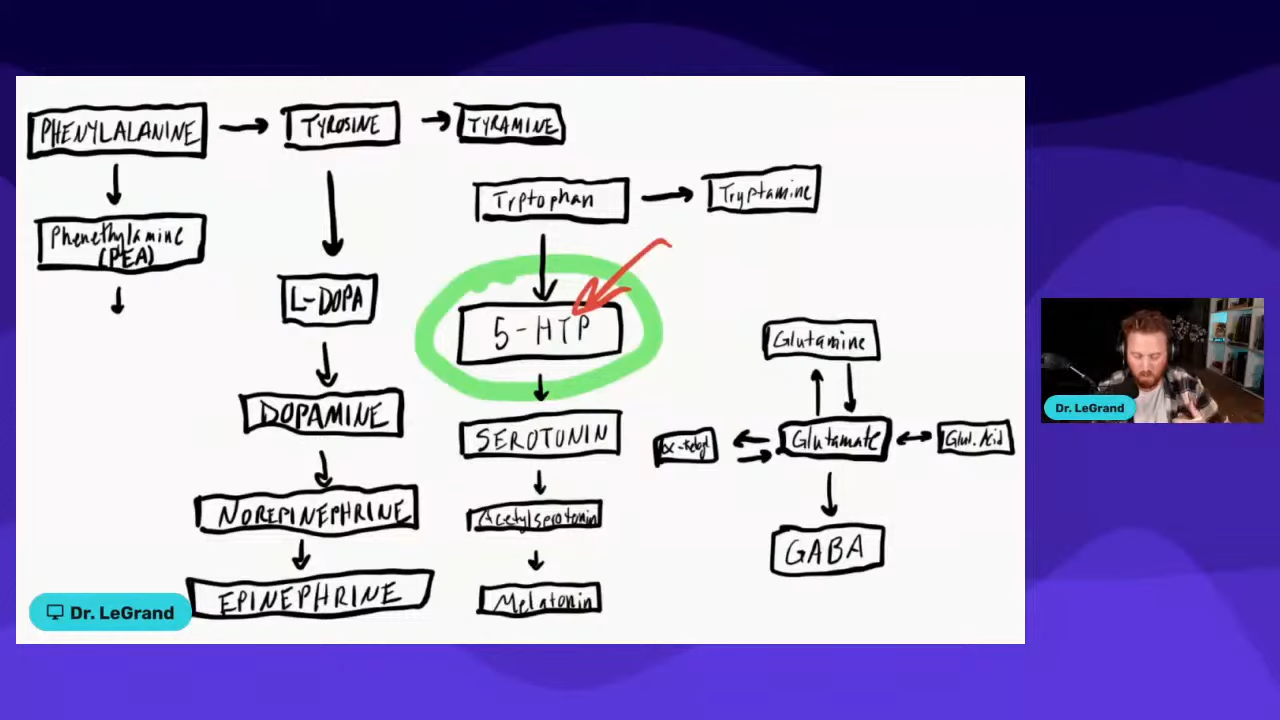 PHENYLALANINE
TYROSINE
TYRAMINE
Trptophan
Tryptamine
Phenethylamine
(PEA)
L-DOPA
5-HTP
Glutamine
DOPAMINE
SEROTONIN
Glutamate
Glut. Acid
NOREPINEPHRINE
Acetylserotonin
GABA
EPINEPHRINE
Melatonin
Dr. LeGrand
Dr. LeGrand